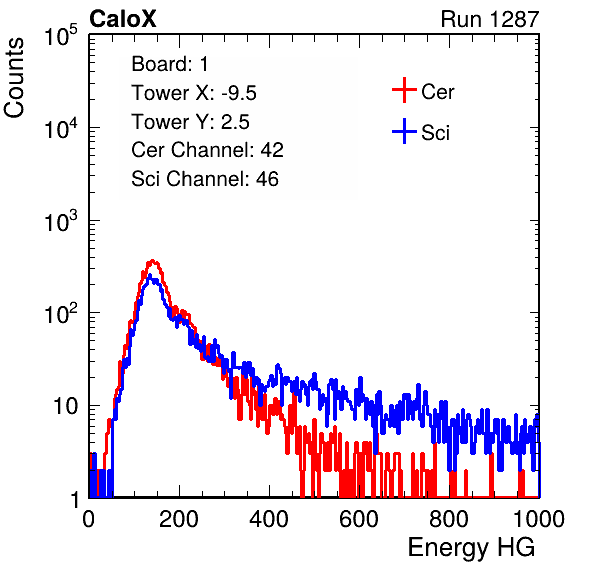 CaloX Run 1287
Counts
10^5
10^4
10^3
10^2
10
1
Board: 1
Tower X: -9.5
Tower Y: 2.5
Cer Channel: 42
Sci Channel: 46
Cer
Sci
0 200 400 600 800 1000
Energy HG